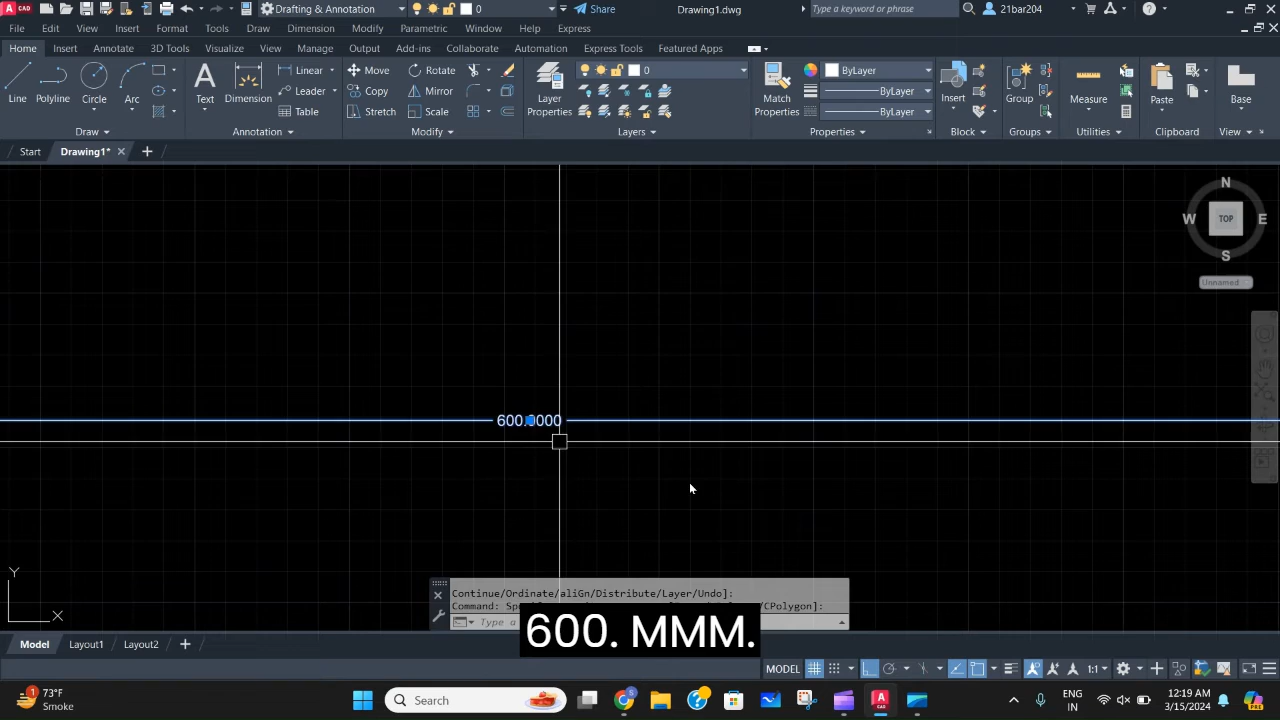 CAD
Drafting & Annotation
0
Share
Drawing1.dwg
Type a keyword or phrase
21bar204
File Edit View Insert Format Tools Draw Dimension Modify Parametric Window Help Express
Home Insert Annotate 3D Tools Visualize View Manage Output Add-ins Collaborate Automation Express Tools Featured Apps
Line Polyline Circle Arc
Text Dimension
Linear
Leader
Table
Move Rotate
Copy Mirror
Stretch Scale
Layer
Properties
0
Match
Properties
ByLayer
ByLayer
ByLayer
Insert
Group
Measure
Paste
Base
Draw Annotation Modify Layers Properties Block Groups Utilities Clipboard View
Start Drawing1*
N
W TOP E
S
Unnamed
Y
X
Continue/Ordinate/aliGn/Distribute/Layer/Undo]:
/CPolygon]:
Type a
600. MMM.
Model Layout1 Layout2
MODEL 1:1
1
73°F
Smoke
Search
ENG
IN
12:19 AM
3/15/2024